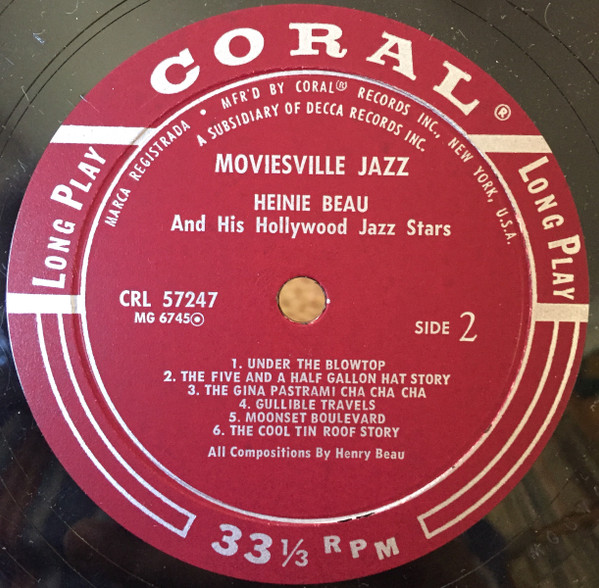 CORAL®
MARCA REGISTRADA • MFR'D BY CORAL® RECORDS INC., NEW YORK, U.S.A.
A SUBSIDIARY OF DECCA RECORDS INC.
LONG PLAY
LONG PLAY
MOVIESVILLE JAZZ
HEINIE BEAU
And His Hollywood Jazz Stars
CRL 57247
MG 6745
SIDE 2
1. UNDER THE BLOWTOP
2. THE FIVE AND A HALF GALLON HAT STORY
3. THE GINA PASTRAMI CHA CHA CHA
4. GULLIBLE TRAVELS
5. MOONSET BOULEVARD
6. THE COOL TIN ROOF STORY
All Compositions By Henry Beau
33 1/3 RPM